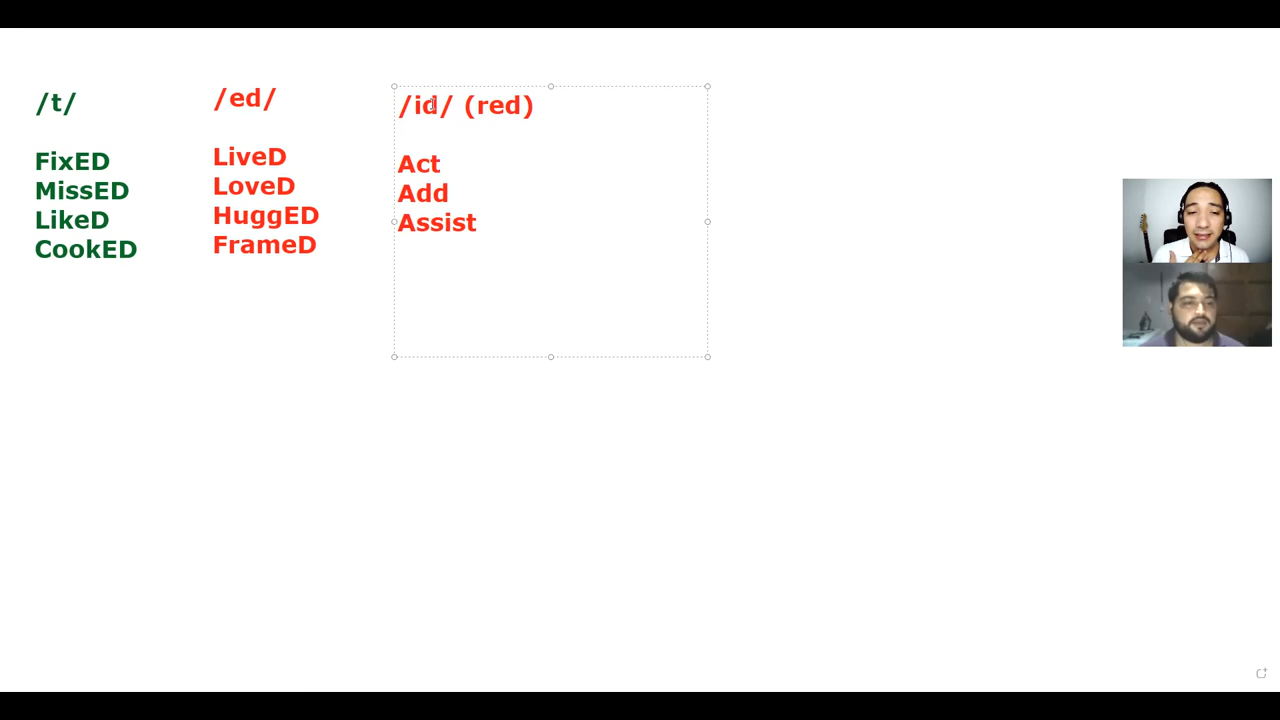 /t/
FixED
MissED
LikeD
CookED
/ed/
LiveD
LoveD
HuggED
FrameD
/id/ (red)
Act
Add
Assist